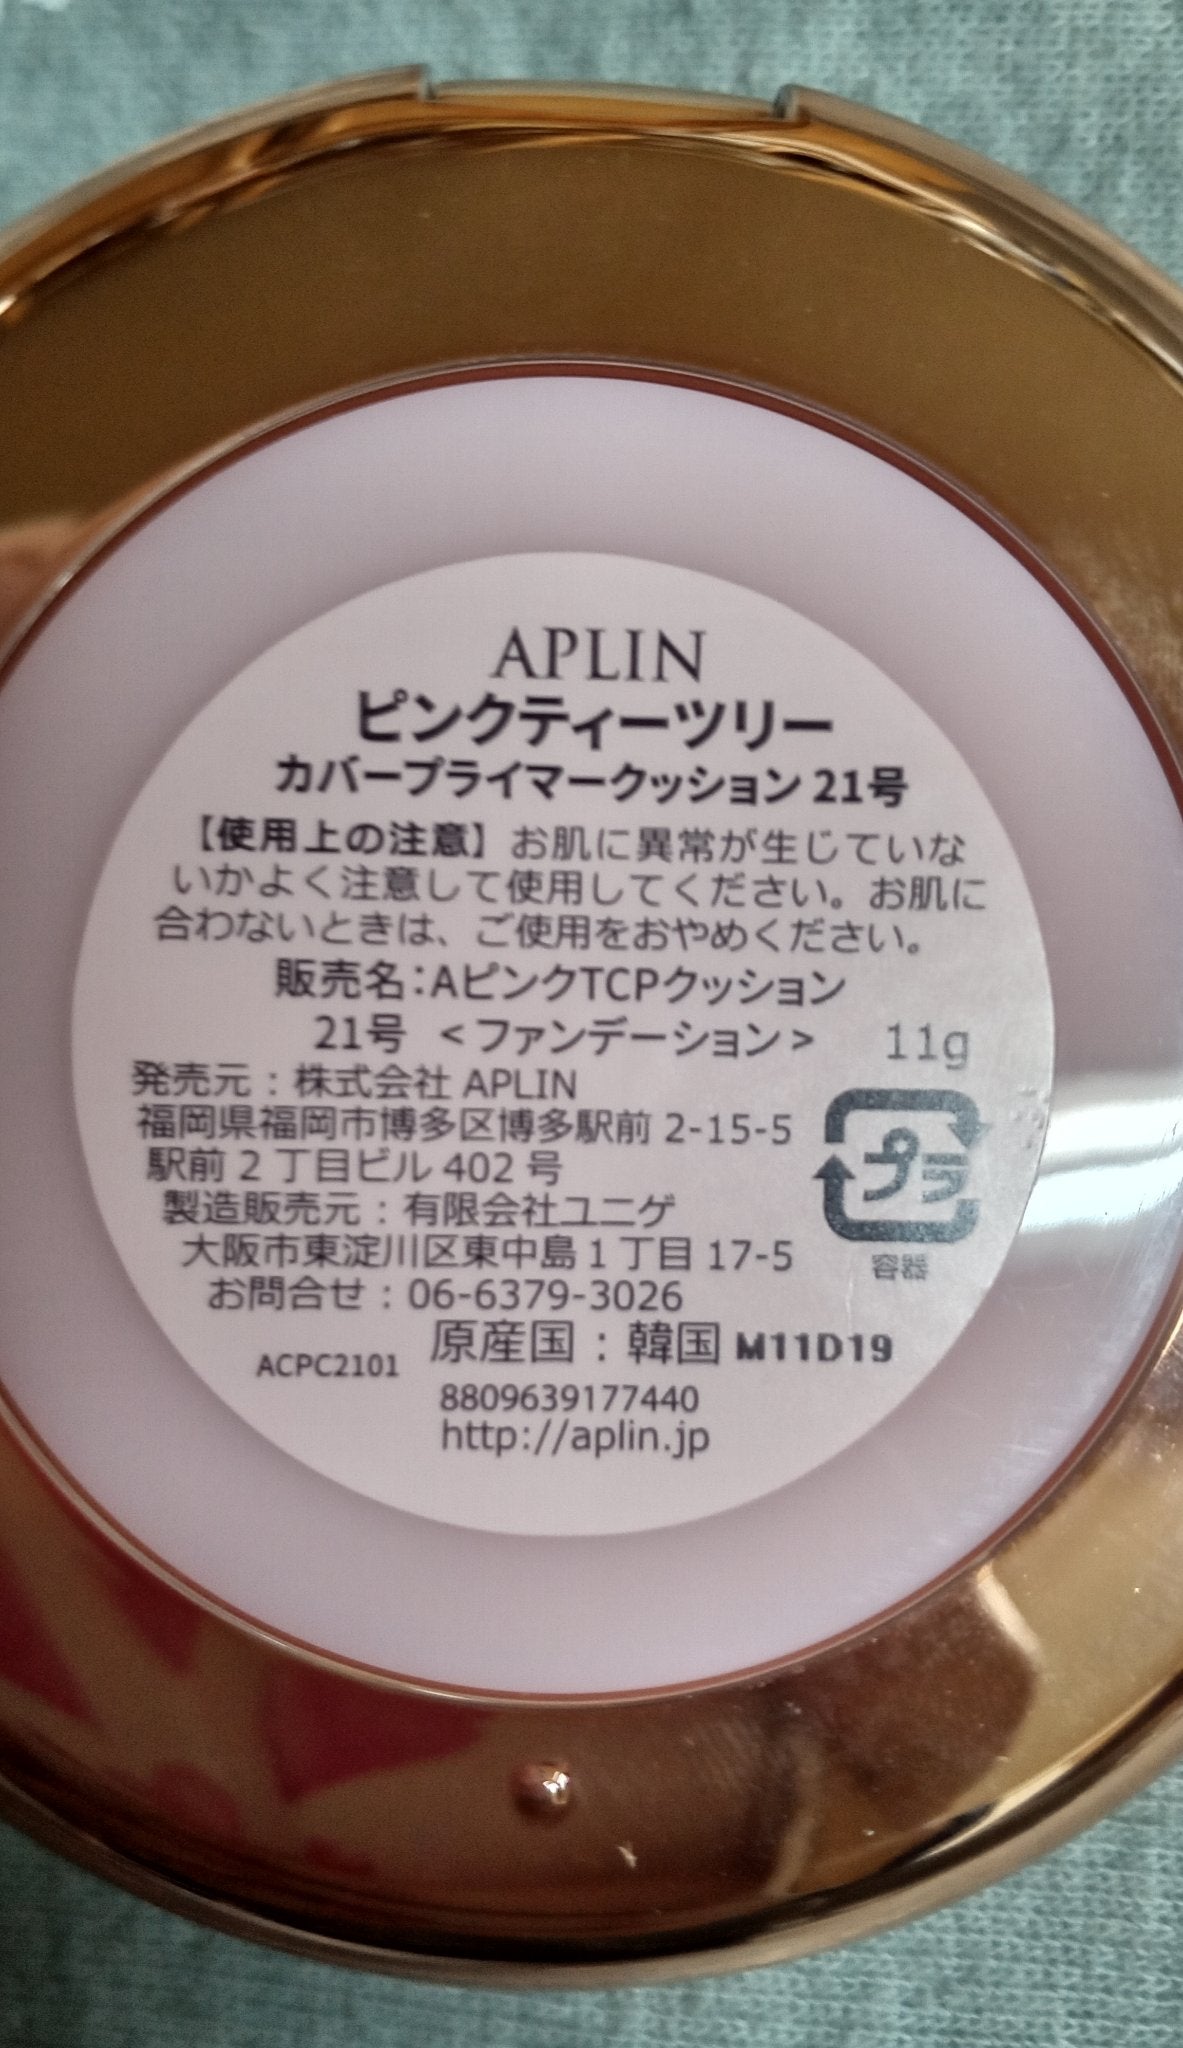 APLIN
ピンクティーツリー
カバープライマークッション 21号
【使用上の注意】お肌に異常が生じていな
いかよく注意して使用してください。お肌に
合わないときは、ご使用をおやめください。
販売名：AピンクTCPクッション
21号 <ファンデーション> 11g
発売元：株式会社 APLIN
福岡県福岡市博多区博多駅前 2-15-5
駅前 2 丁目ビル 402 号
製造販売元：有限会社ユニゲ
大阪市東淀川区東中島 1 丁目 17-5
お問合せ：06-6379-3026
プラ
容器
原産国：韓国 M11D19
ACPC2101
8809639177440
http://aplin.jp